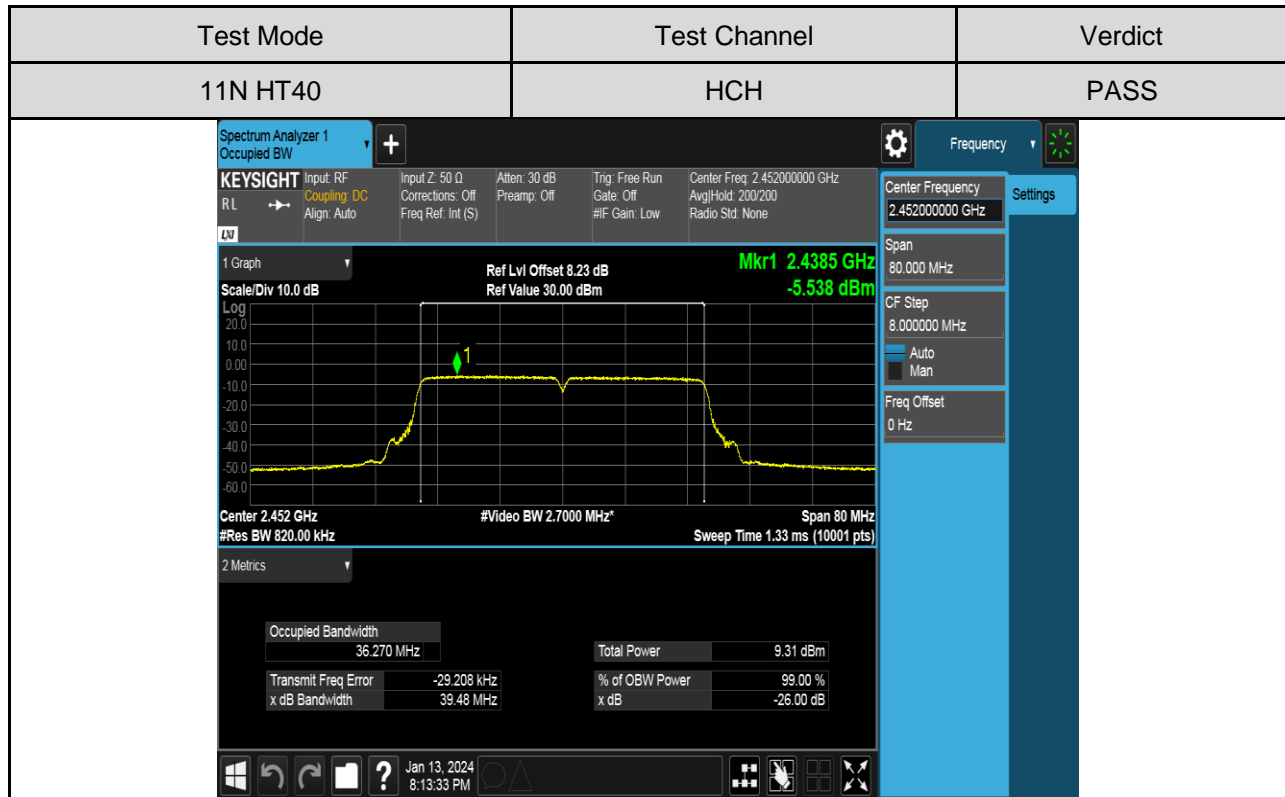 Test Mode Test Channel Verdict
11N HT40 HCH PASS
Spectrum Analyzer 1
Occupied BW
+
Frequency
KEYSIGHT
RL
LXI
Input: RF
Coupling: DC
Align: Auto
Input Z: 50 Ω
Corrections: Off
Freq Ref: Int (S)
Atten: 30 dB
Preamp: Off
Trig: Free Run
Gate: Off
#IF Gain: Low
Center Freq: 2.452000000 GHz
Avg|Hold: 200/200
Radio Std: None
Center Frequency
2.452000000 GHz
Settings
Span
80.000 MHz
CF Step
8.000000 MHz
Auto
Man
Freq Offset
0 Hz
1 Graph
Scale/Div 10.0 dB
Ref Lvl Offset 8.23 dB
Ref Value 30.00 dBm
Mkr1 2.4385 GHz
-5.538 dBm
Log
20.0
10.0
0.00
-10.0
-20.0
-30.0
-40.0
-50.0
-60.0
1
Center 2.452 GHz #Video BW 2.7000 MHz* Span 80 MHz
#Res BW 820.00 kHz Sweep Time 1.33 ms (10001 pts)
2 Metrics
Occupied Bandwidth
36.270 MHz
Total Power 9.31 dBm
Transmit Freq Error -29.208 kHz % of OBW Power 99.00 %
x dB Bandwidth 39.48 MHz x dB -26.00 dB
?
Jan 13, 2024
8:13:33 PM